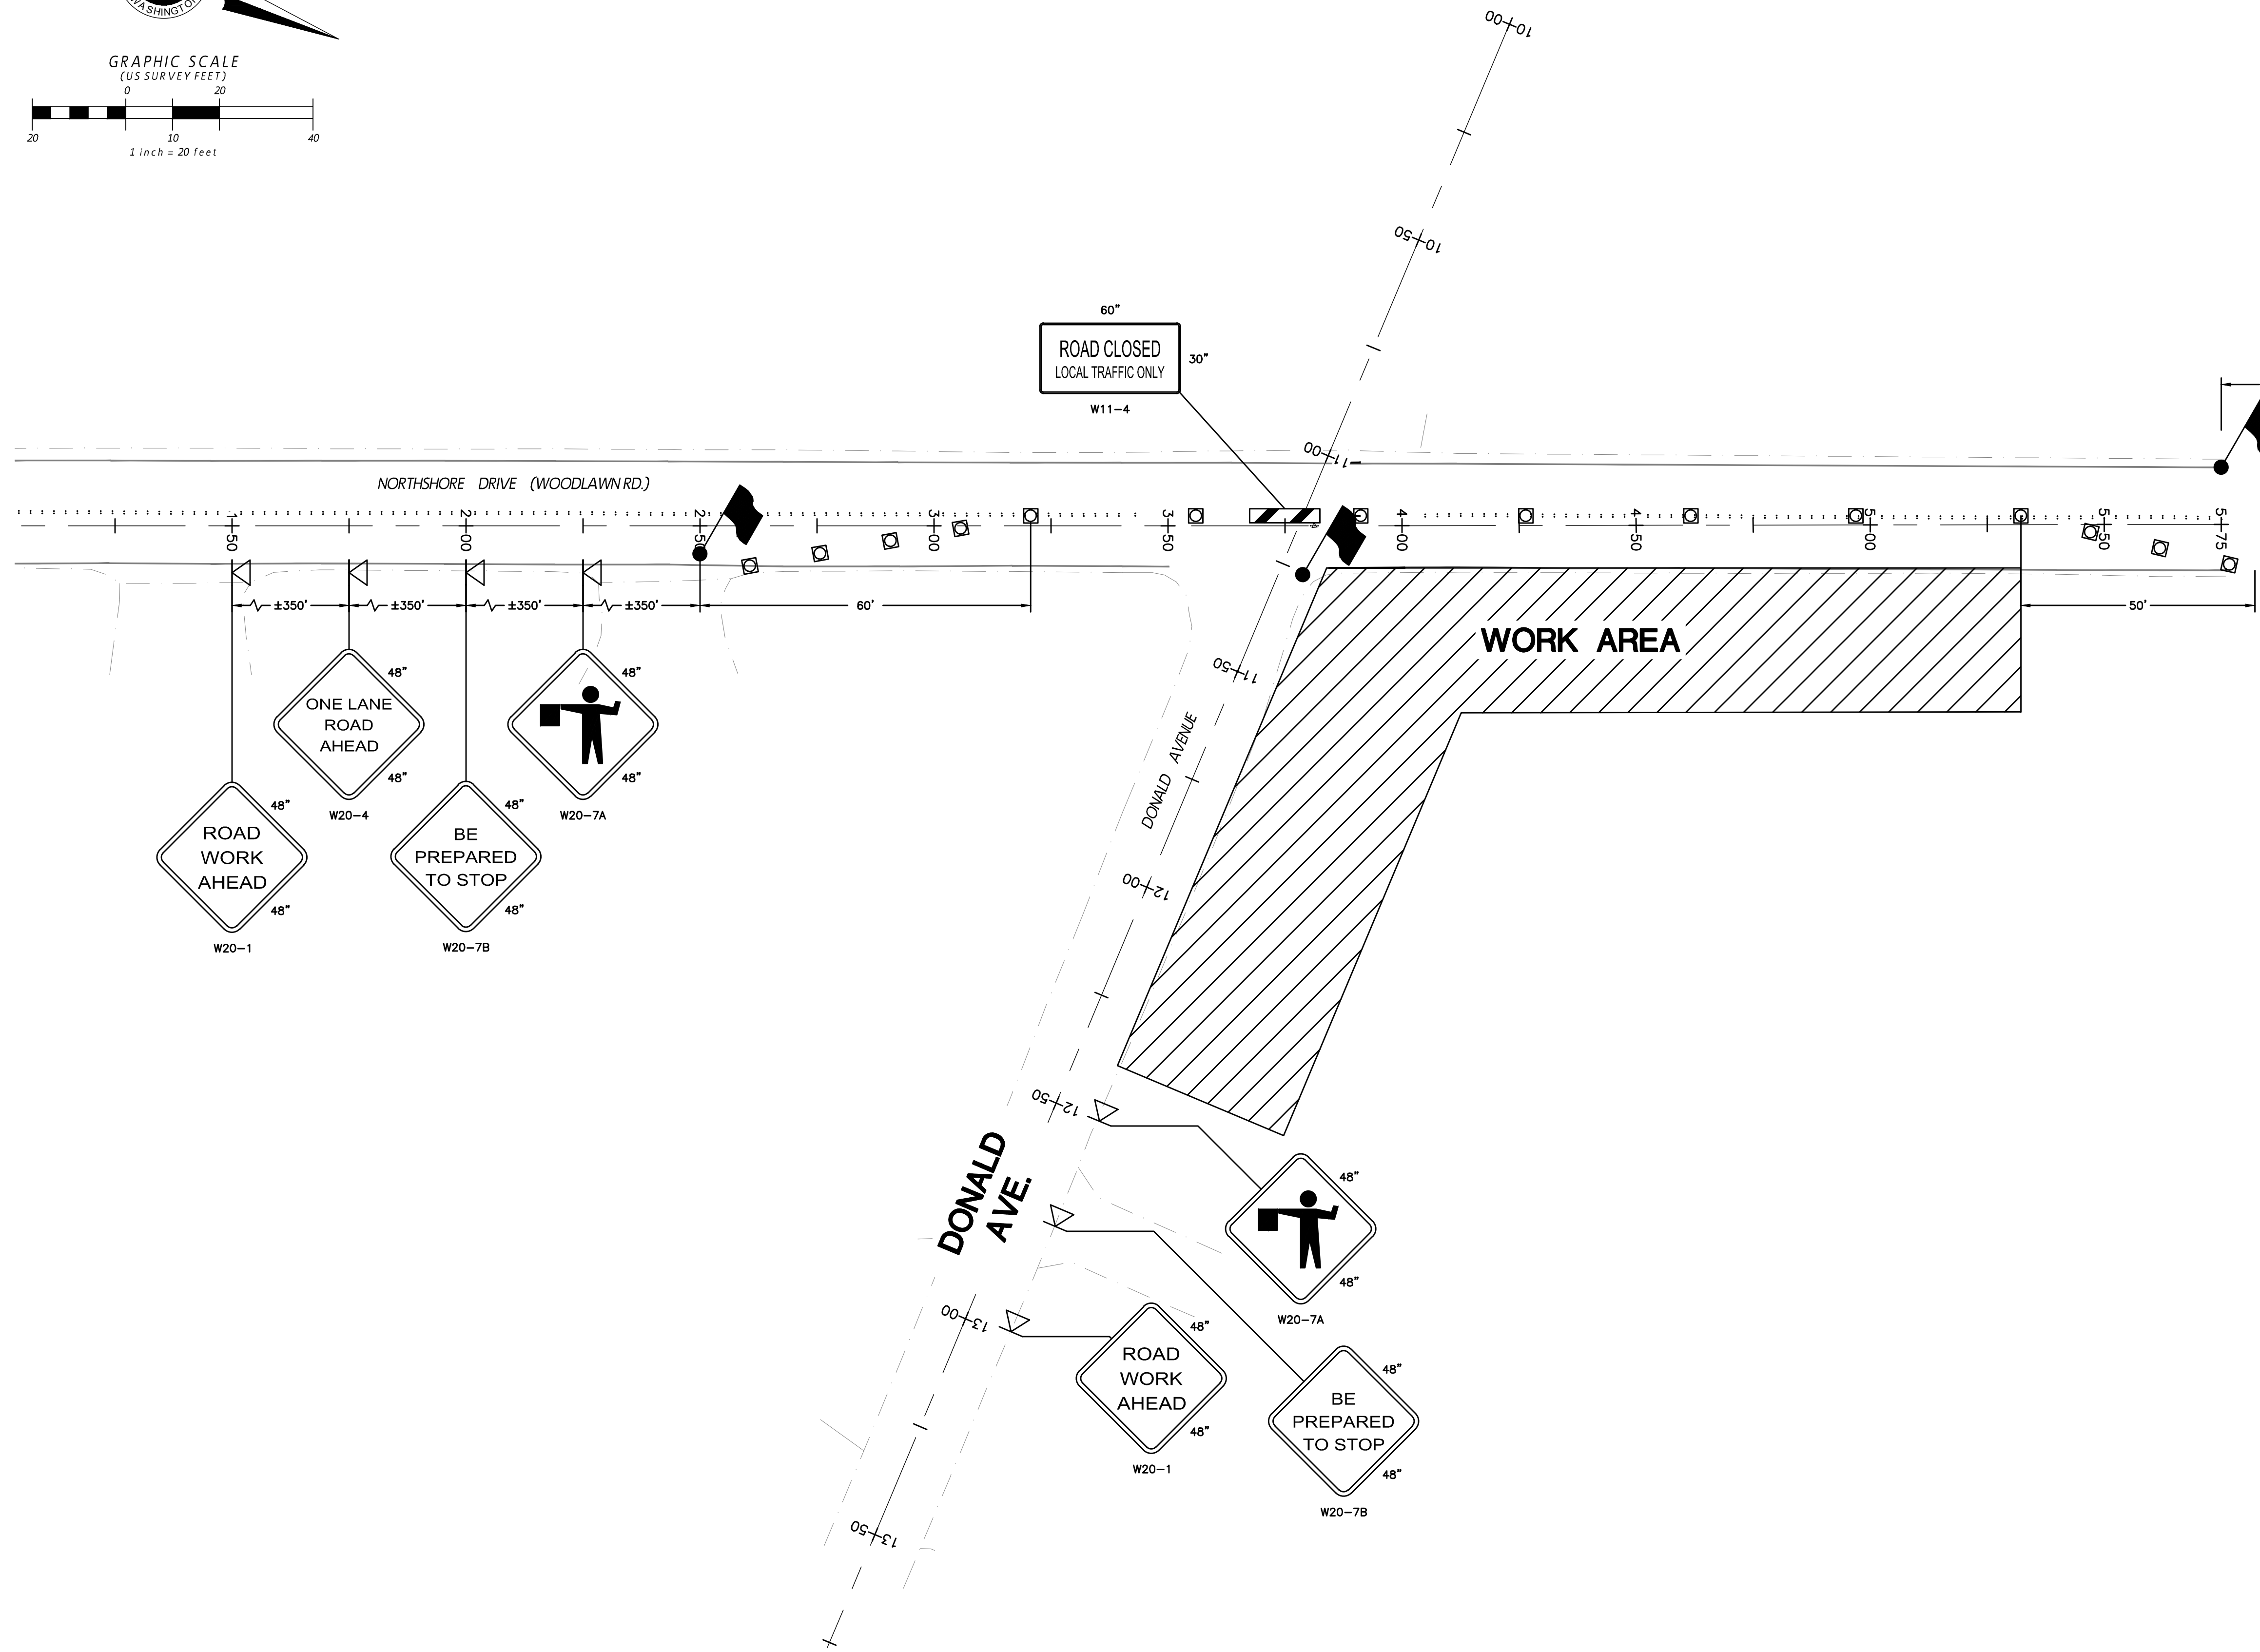 WASHINGTON
GRAPHIC SCALE
(US SURVEY FEET)
0 20
20 10 40
1 inch = 20 feet
10+00
10+50
60"
ROAD CLOSED
LOCAL TRAFFIC ONLY
30"
W11-4
11+00
NORTHSHORE DRIVE (WOODLAWN RD.)
1+50
2+00
2+50
3+00
3+50
4+00
4+50
5+00
5+50
5+75
±350' ±350' ±350' ±350' 60'
50'
WORK AREA
11+50
DONALD AVENUE
48"
ONE LANE
ROAD
AHEAD
48"
W20-4
48"
48"
W20-7A
48"
ROAD
WORK
AHEAD
48"
W20-1
48"
BE
PREPARED
TO STOP
48"
W20-7B
12+00
12+50
DONALD
AVE.
48"
48"
W20-7A
13+00
48"
ROAD
WORK
AHEAD
48"
W20-1
48"
BE
PREPARED
TO STOP
48"
W20-7B
13+50